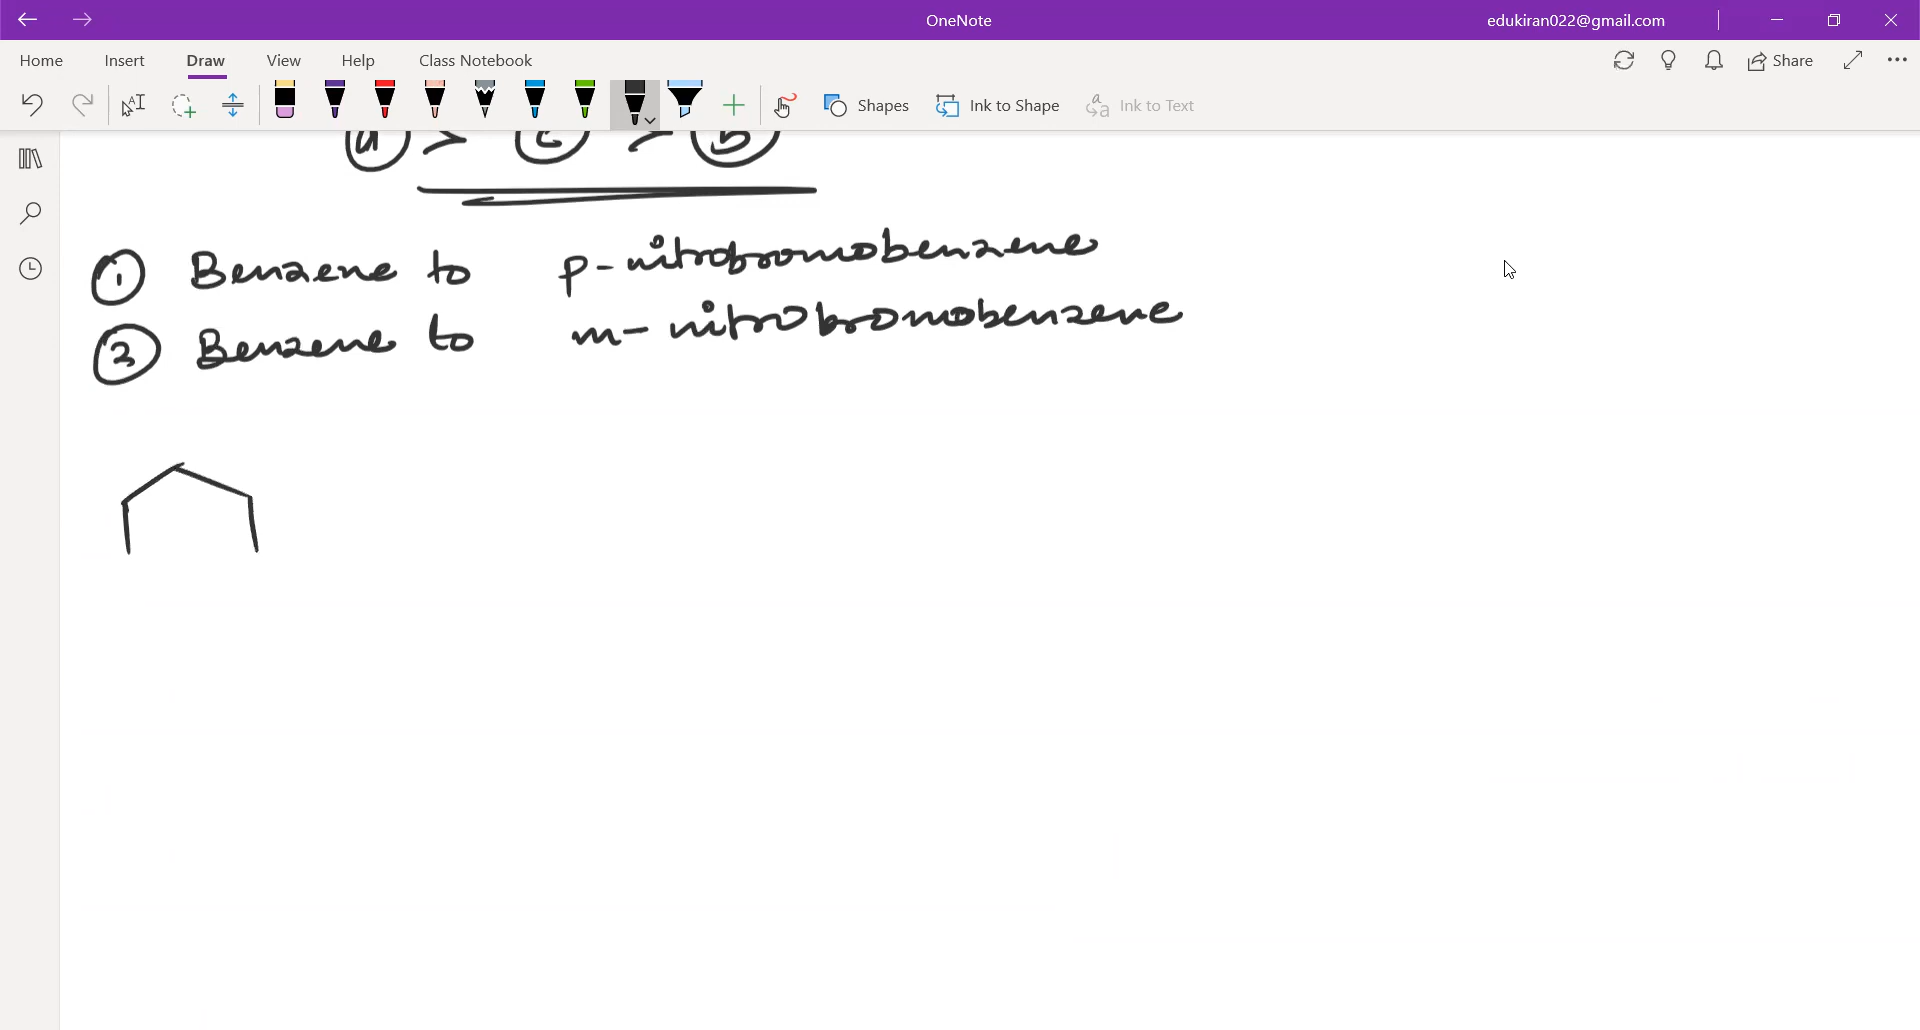 OneNote
edukiran022@gmail.com
Home Insert Draw View Help Class Notebook Share
Shapes Ink to Shape Ink to Text
a > c > b
1 Benzene to p-nitrobromobenzene
2 Benzene to m-nitrobromobenzene